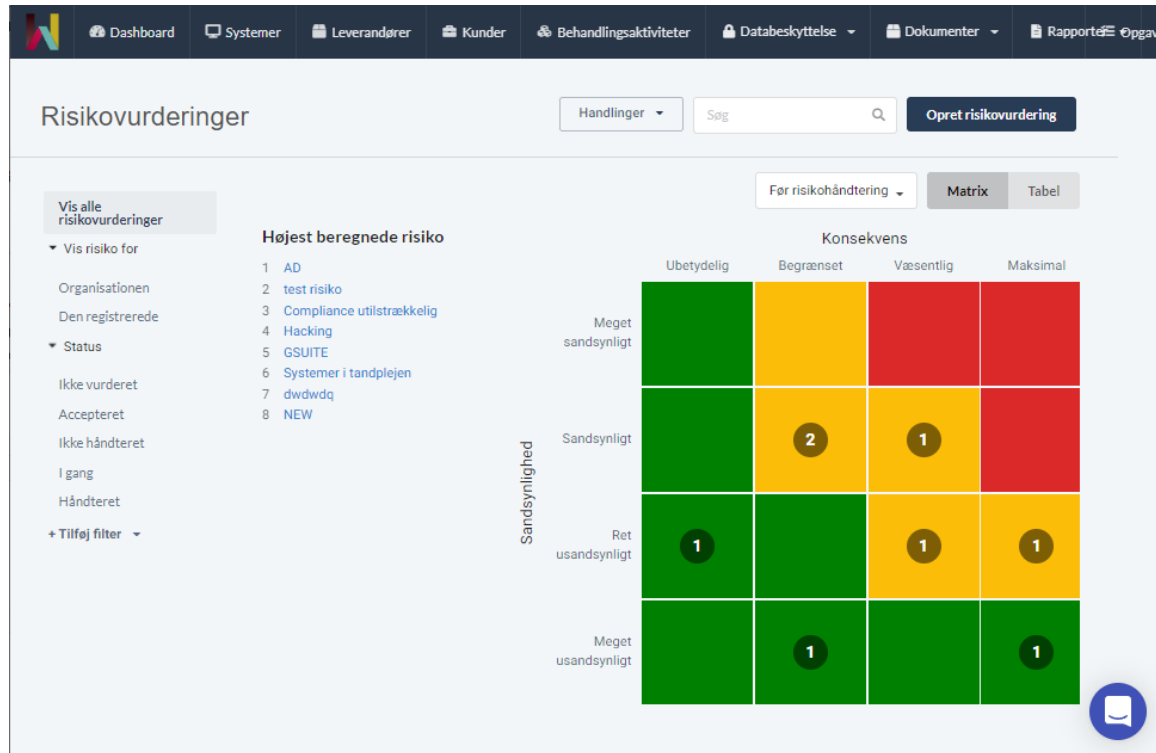 Dashboard Systemer Leverandører Kunder Behandlingsaktiviteter Databeskyttelse Dokumenter Rapporter Opgav
Risikovurderinger
Handlinger Søg Opret risikovurdering
Før risikohåndtering Matrix Tabel
Vis alle
risikovurderinger
Vis risiko for
Organisationen
Den registrerede
Status
Ikke vurderet
Accepteret
Ikke håndteret
I gang
Håndteret
+ Tilføj filter
Højest beregnede risiko
1 AD
2 test risiko
3 Compliance utilstrækkelig
4 Hacking
5 GSUITE
6 Systemer i tandplejen
7 dwdwdq
8 NEW
Konsekvens
Ubetydelig Begrænset Væsentlig Maksimal
Sandsynlighed
Meget
sandsynligt
Sandsynligt 2 1
Ret
usandsynligt 1 1 1
Meget
usandsynligt 1 1